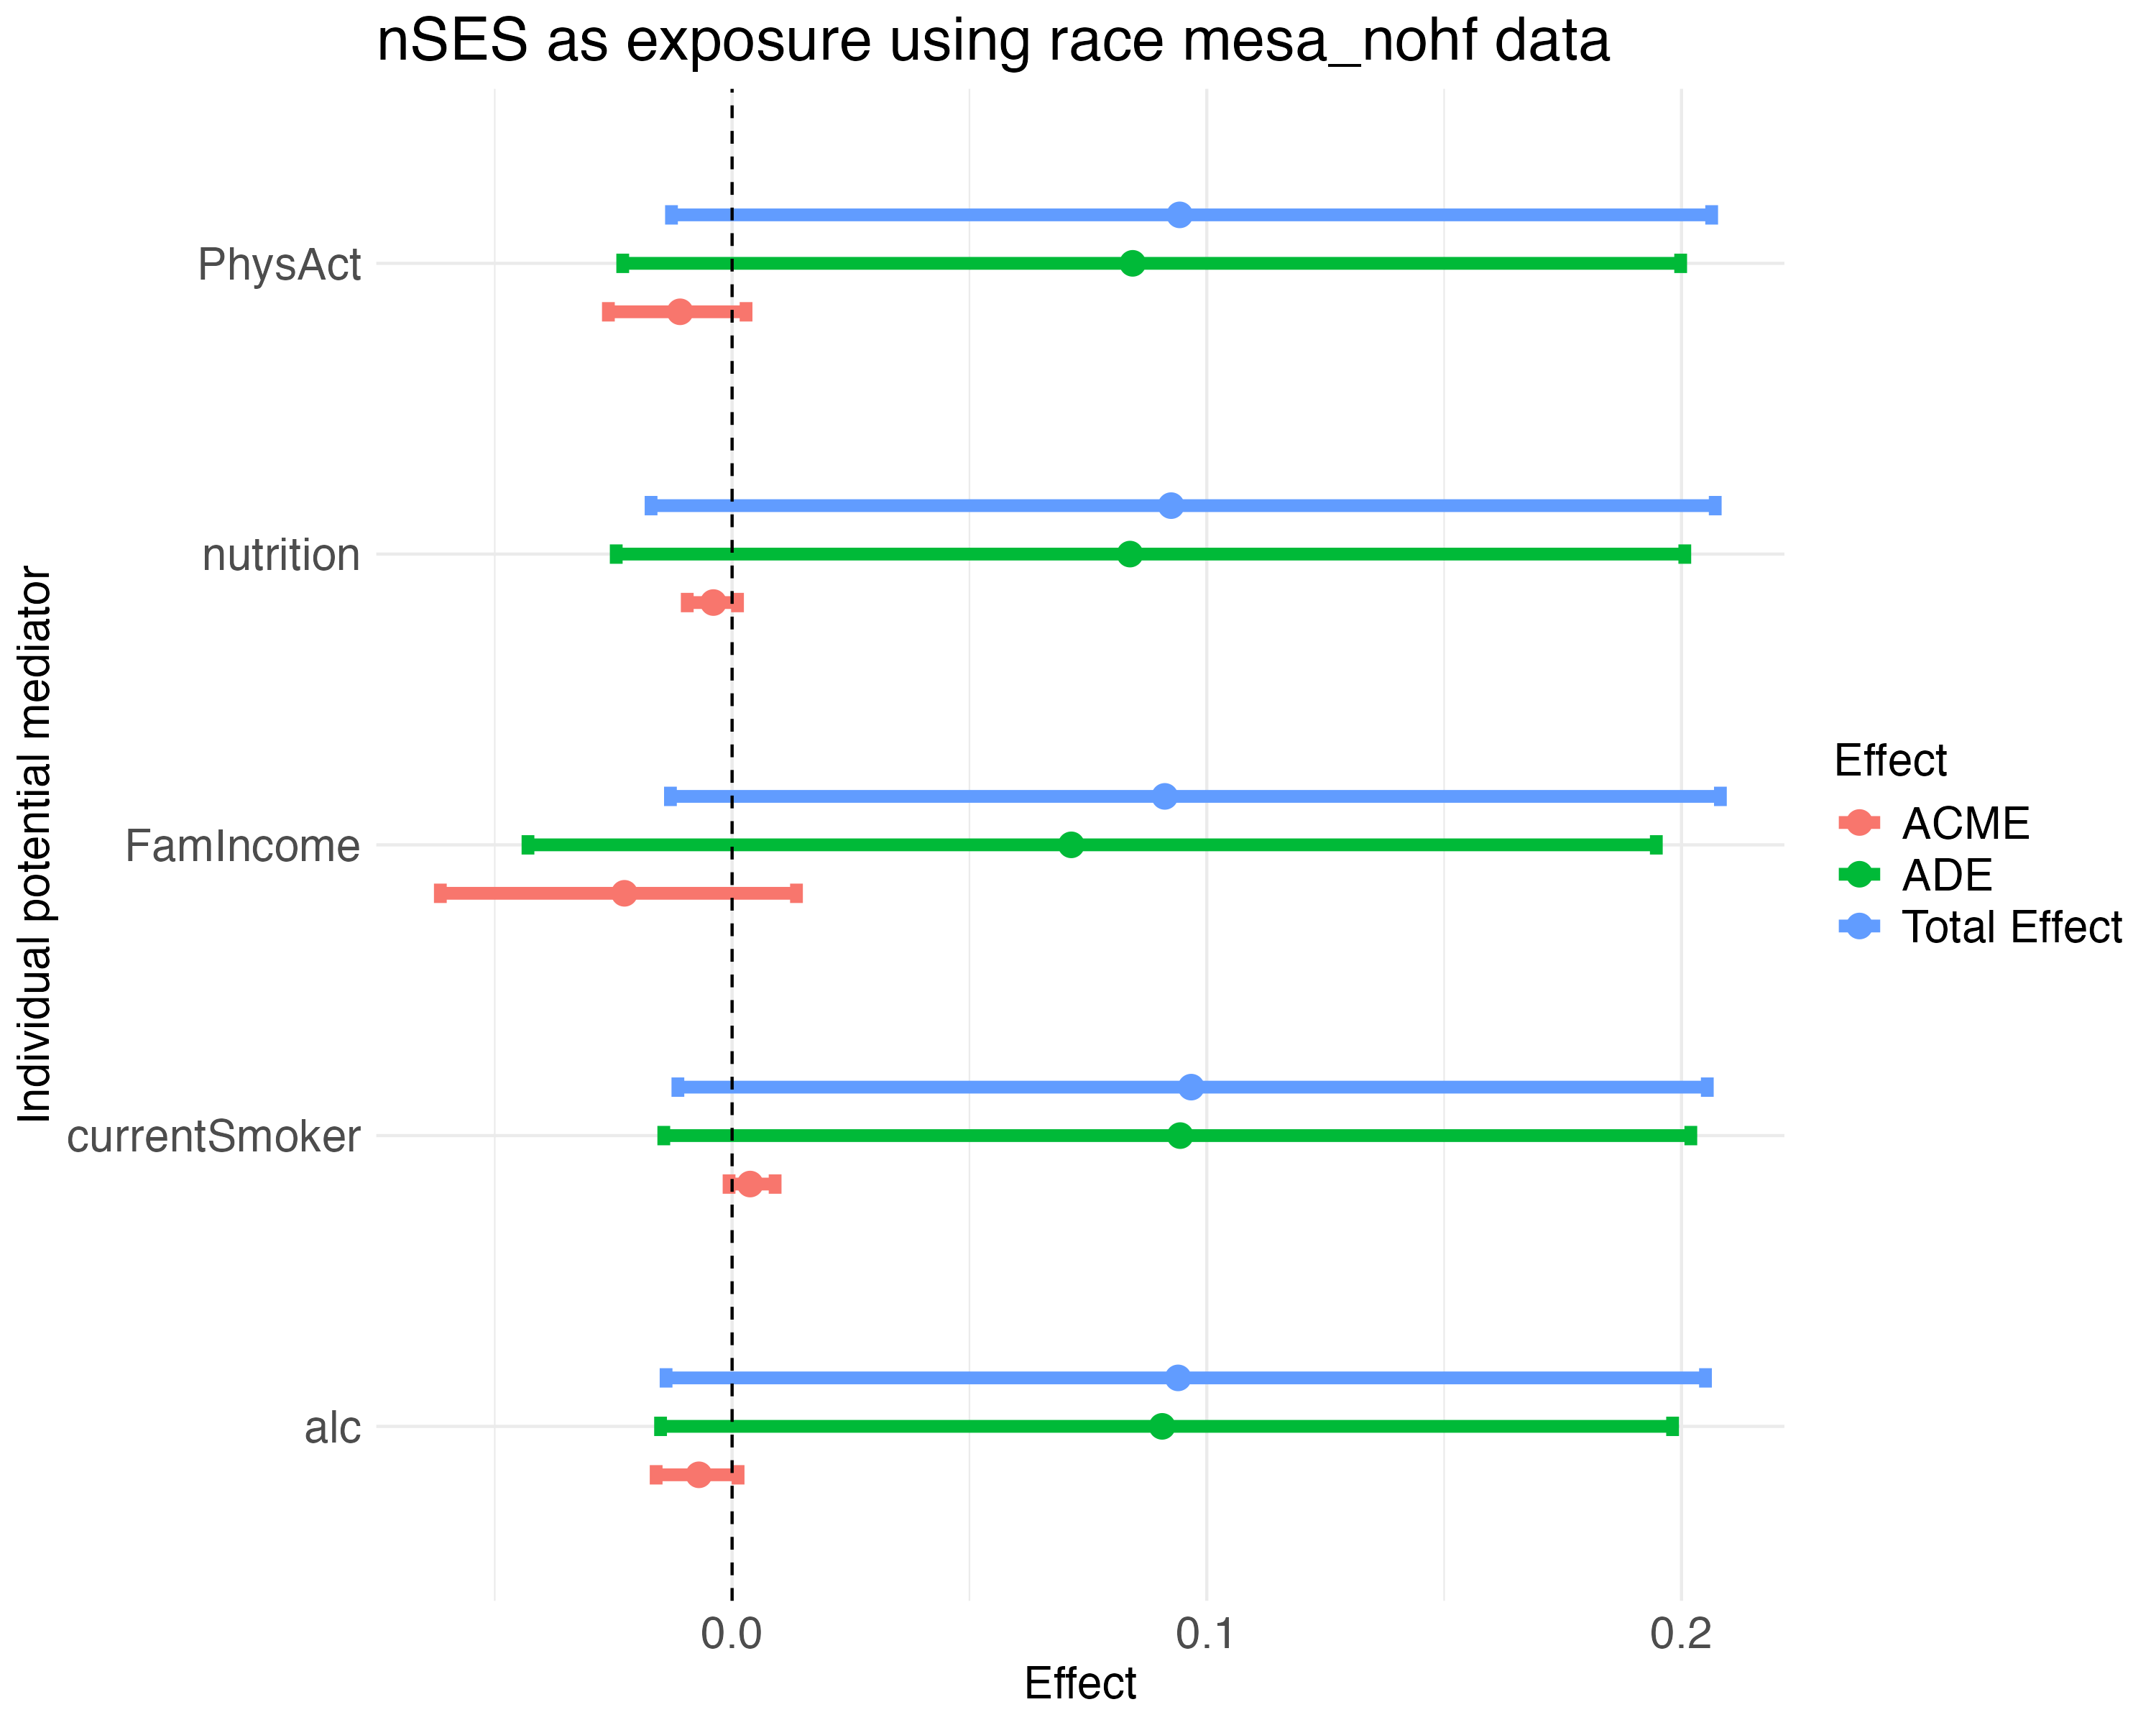 nSES as exposure using race mesa_nohf data
Individual potential mediator
PhysAct
nutrition
FamIncome
currentSmoker
alc
0.0
0.1
0.2
Effect
Effect
ACME
ADE
Total Effect